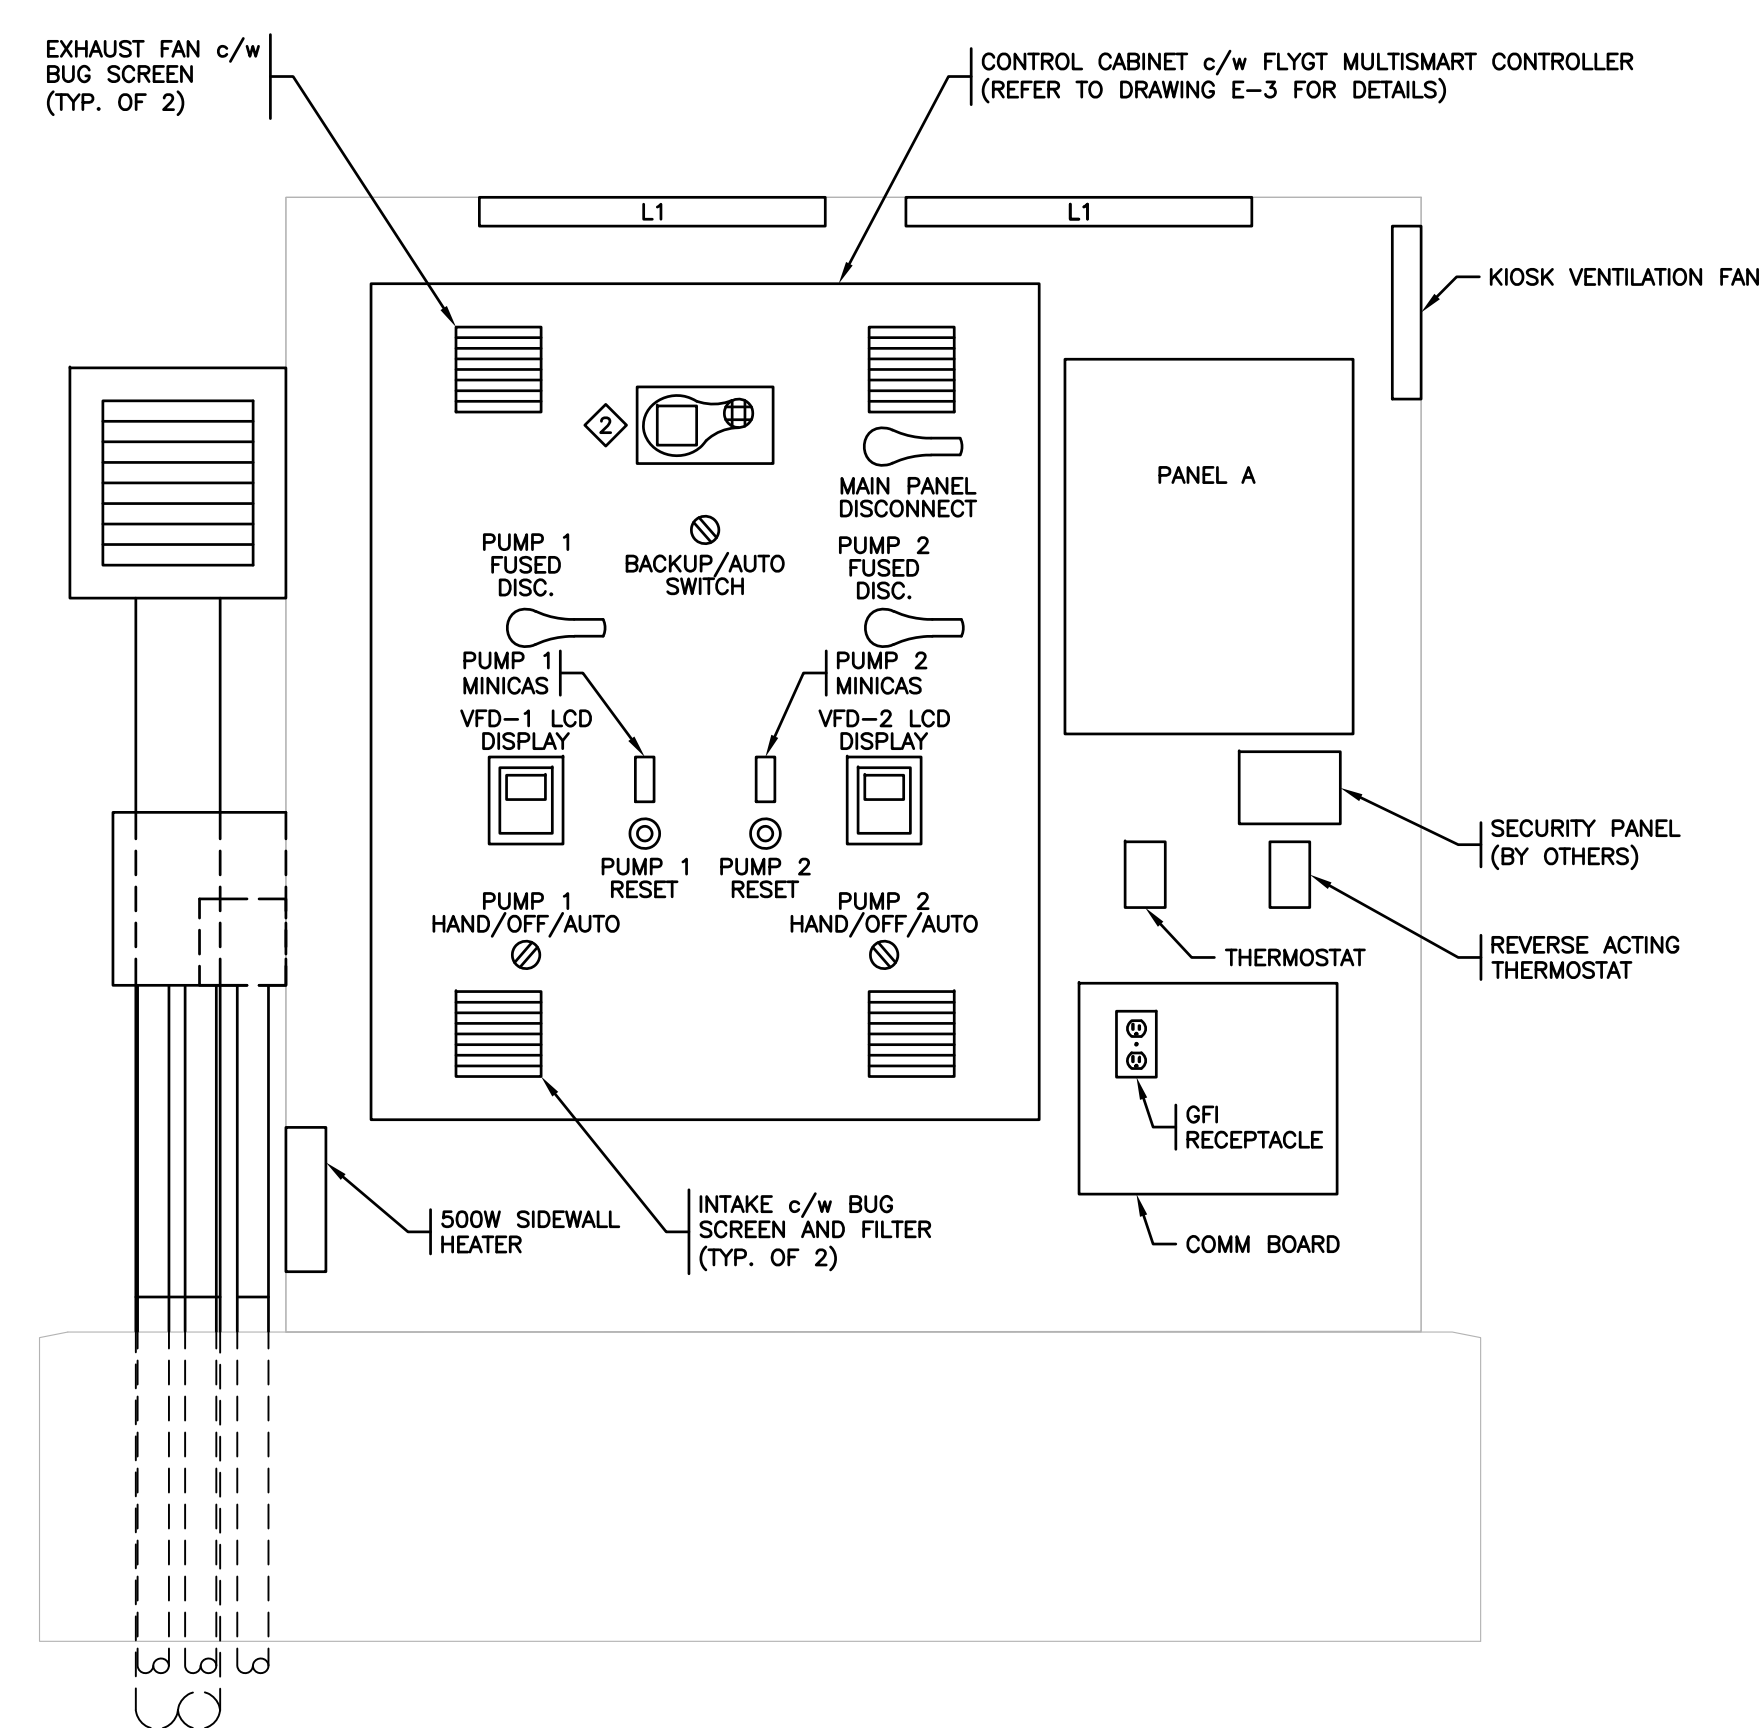 EXHAUST FAN c/w
BUG SCREEN
(TYP. OF 2)
CONTROL CABINET c/w FLYGT MULTISMART CONTROLLER
(REFER TO DRAWING E-3 FOR DETAILS)
L1
L1
KIOSK VENTILATION FAN
2
MAIN PANEL
DISCONNECT
PANEL A
BACKUP/AUTO
SWITCH
PUMP 1
FUSED
DISC.
PUMP 2
FUSED
DISC.
PUMP 1
MINICAS
PUMP 2
MINICAS
VFD-1 LCD
DISPLAY
VFD-2 LCD
DISPLAY
PUMP 1
RESET
PUMP 2
RESET
PUMP 1
HAND/OFF/AUTO
PUMP 2
HAND/OFF/AUTO
SECURITY PANEL
(BY OTHERS)
THERMOSTAT
REVERSE ACTING
THERMOSTAT
GFI
RECEPTACLE
COMM BOARD
500W SIDEWALL
HEATER
INTAKE c/w BUG
SCREEN AND FILTER
(TYP. OF 2)